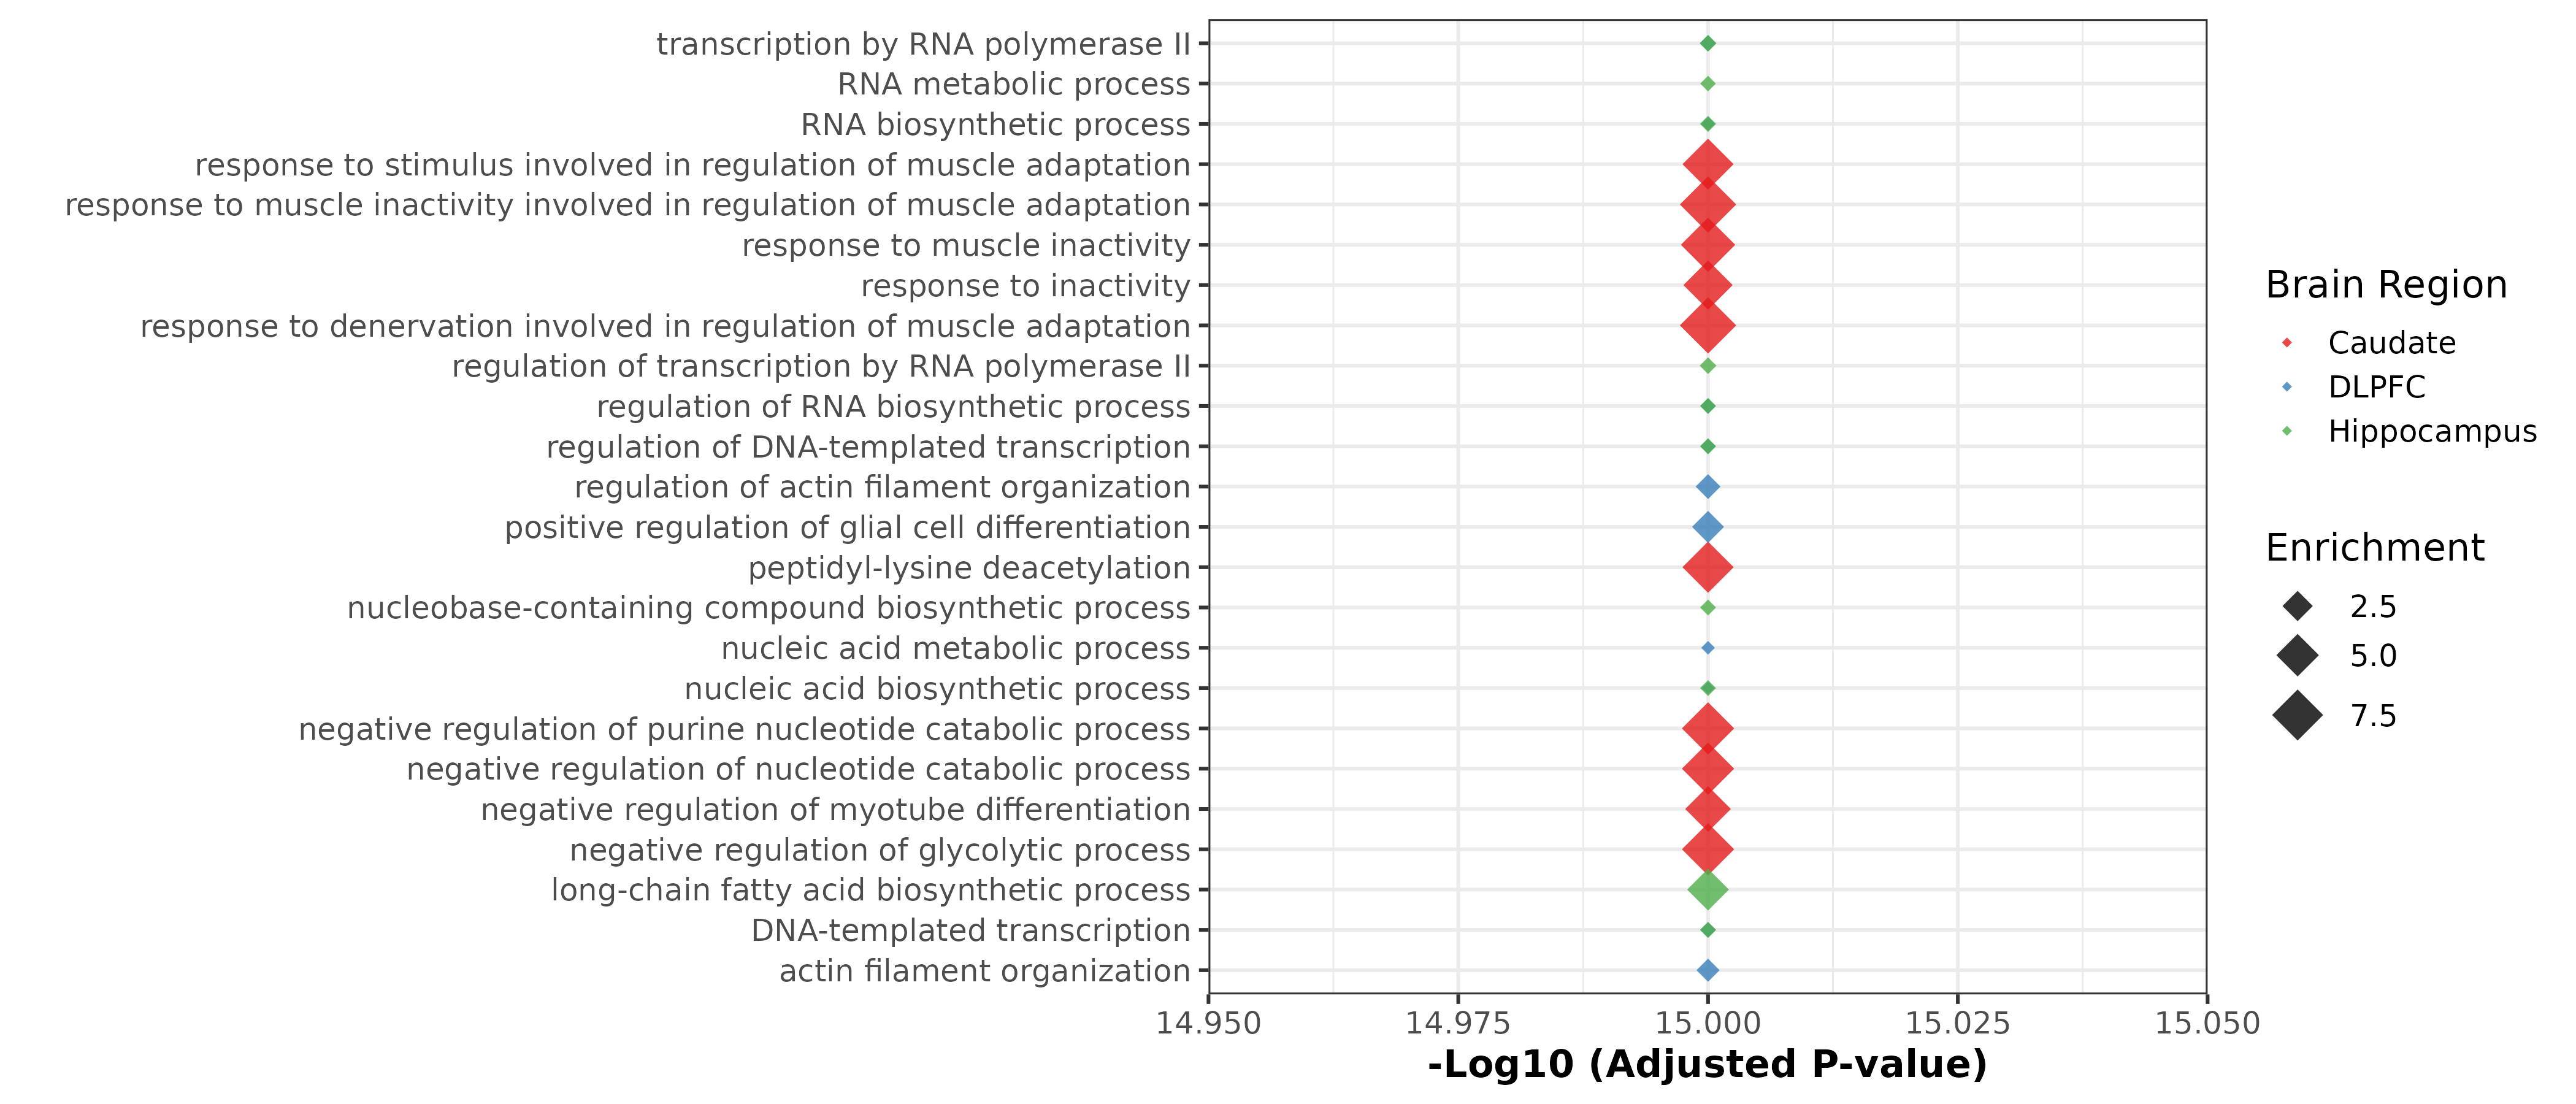 transcription by RNA polymerase II
RNA metabolic process
RNA biosynthetic process
response to stimulus involved in regulation of muscle adaptation
response to muscle inactivity involved in regulation of muscle adaptation
response to muscle inactivity
response to inactivity
response to denervation involved in regulation of muscle adaptation
regulation of transcription by RNA polymerase II
regulation of RNA biosynthetic process
regulation of DNA-templated transcription
regulation of actin filament organization
positive regulation of glial cell differentiation
peptidyl-lysine deacetylation
nucleobase-containing compound biosynthetic process
nucleic acid metabolic process
nucleic acid biosynthetic process
negative regulation of purine nucleotide catabolic process
negative regulation of nucleotide catabolic process
negative regulation of myotube differentiation
negative regulation of glycolytic process
long-chain fatty acid biosynthetic process
DNA-templated transcription
actin filament organization
14.950 14.975 15.000 15.025 15.050
-Log10 (Adjusted P-value)
Brain Region
Caudate
DLPFC
Hippocampus
Enrichment
2.5
5.0
7.5